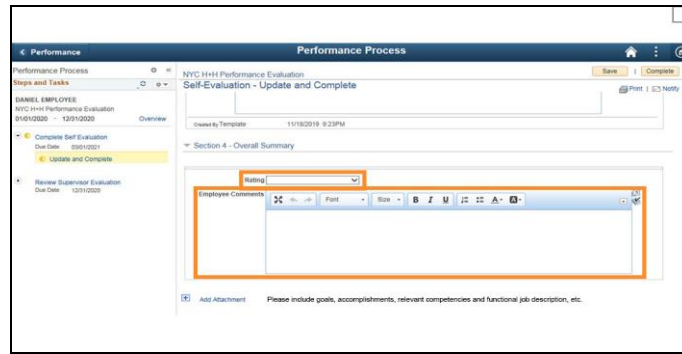 Performance
Performance Process
Performance Process
Steps and Tasks
DANIEL EMPLOYEE
NYC H+H Performance Evaluation
01/01/2020 - 12/31/2020
Overview
Complete Self Evaluation
Due Date 03/01/2021
Update and Complete
Review Supervisor Evaluation
Due Date 12/31/2020
NYC H+H Performance Evaluation
Save | Complete
Self-Evaluation - Update and Complete
Print | Notify
Created By Template 11/18/2019 9:23PM
Section 4 - Overall Summary
Rating
Employee Comments
Font Size B I U A A
Add Attachment Please include goals, accomplishments, relevant competencies and functional job description, etc.